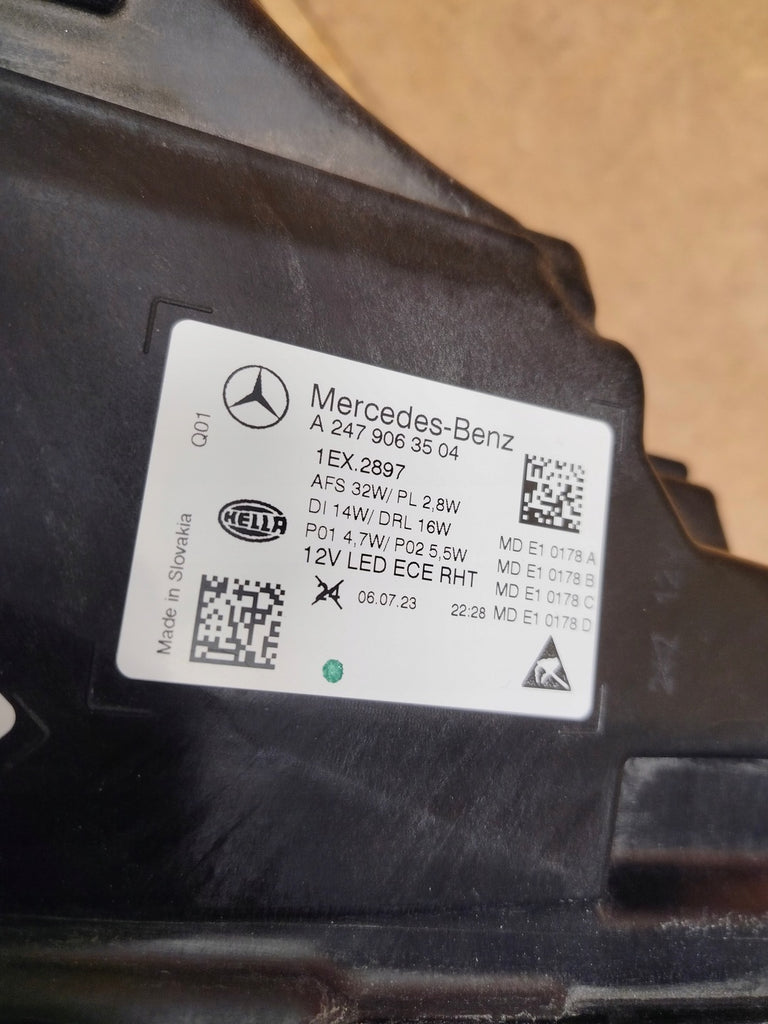 Mercedes-Benz
A 247 906 35 04
1EX.2897
AFS 32W/ PL 2,8W
DI 14W/ DRL 16W
P01 4,7W/ P02 5,5W
12V LED ECE RHT
24 06.07.23 22:28
MD E1 0178 A
MD E1 0178 B
MD E1 0178 C
MD E1 0178 D
Q01
HELLA
Made in Slovakia